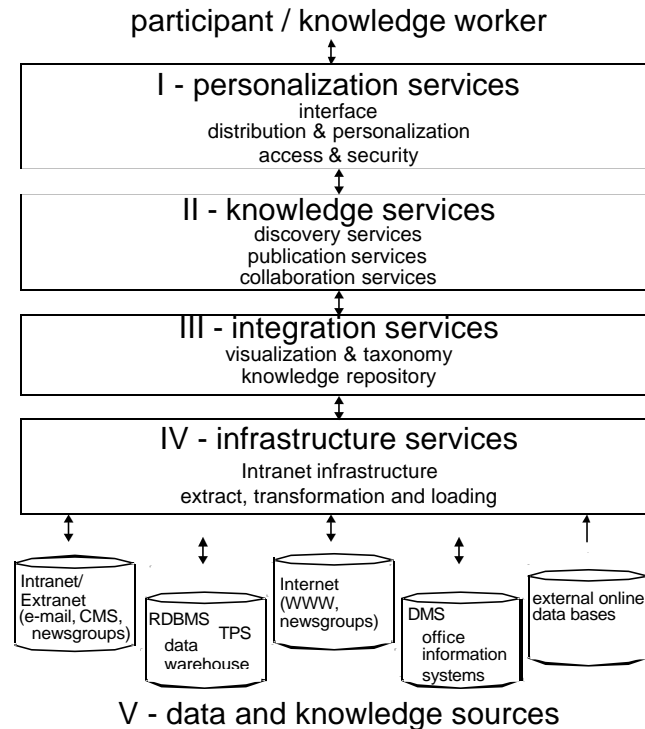 participant / knowledge worker
I - personalization services
interface
distribution & personalization
access & security
II - knowledge services
discovery services
publication services
collaboration services
III - integration services
visualization & taxonomy
knowledge repository
IV - infrastructure services
Intranet infrastructure
extract, transformation and loading
Intranet/
Extranet
(e-mail, CMS,
newsgroups)
RDBMS TPS
data
warehouse
Internet
(WWW,
newsgroups)
DMS
office
information
systems
external online
data bases
V - data and knowledge sources